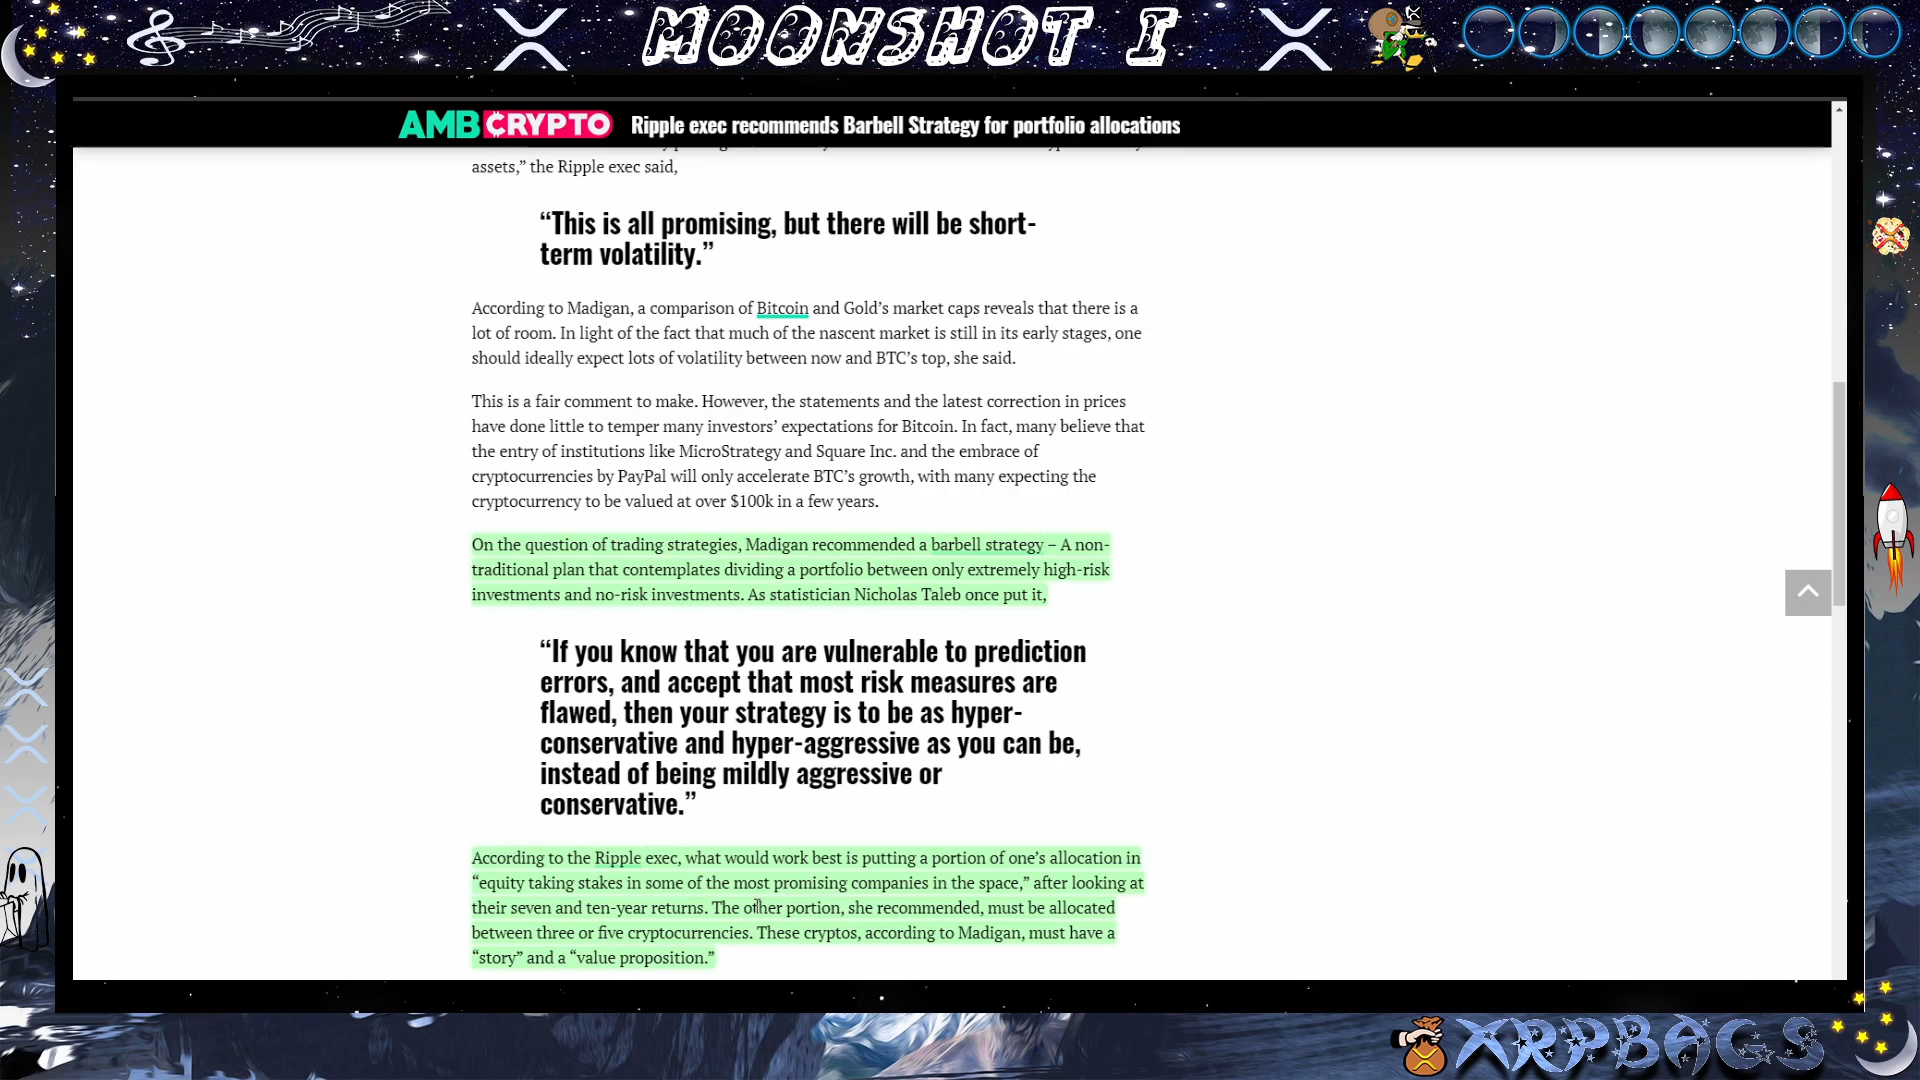 MOONSHOT I
AMBCRYPTO Ripple exec recommends Barbell Strategy for portfolio allocations
assets,” the Ripple exec said,
“This is all promising, but there will be short-
term volatility.”
According to Madigan, a comparison of Bitcoin and Gold’s market caps reveals that there is a
lot of room. In light of the fact that much of the nascent market is still in its early stages, one
should ideally expect lots of volatility between now and BTC’s top, she said.
This is a fair comment to make. However, the statements and the latest correction in prices
have done little to temper many investors’ expectations for Bitcoin. In fact, many believe that
the entry of institutions like MicroStrategy and Square Inc. and the embrace of
cryptocurrencies by PayPal will only accelerate BTC’s growth, with many expecting the
cryptocurrency to be valued at over $100k in a few years.
On the question of trading strategies, Madigan recommended a barbell strategy – A non-
traditional plan that contemplates dividing a portfolio between only extremely high-risk
investments and no-risk investments. As statistician Nicholas Taleb once put it,
“If you know that you are vulnerable to prediction
errors, and accept that most risk measures are
flawed, then your strategy is to be as hyper-
conservative and hyper-aggressive as you can be,
instead of being mildly aggressive or
conservative.”
According to the Ripple exec, what would work best is putting a portion of one’s allocation in
“equity taking stakes in some of the most promising companies in the space,” after looking at
their seven and ten-year returns. The other portion, she recommended, must be allocated
between three or five cryptocurrencies. These cryptos, according to Madigan, must have a
“story” and a “value proposition.”
XRPBAGS